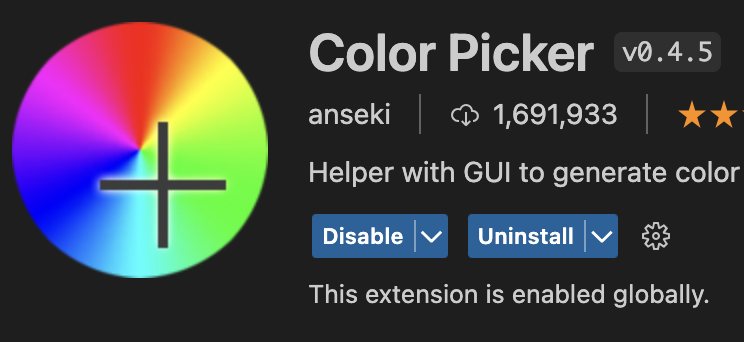 Color Picker v0.4.5
anseki 1,691,933
Helper with GUI to generate color
Disable Uninstall
This extension is enabled globally.